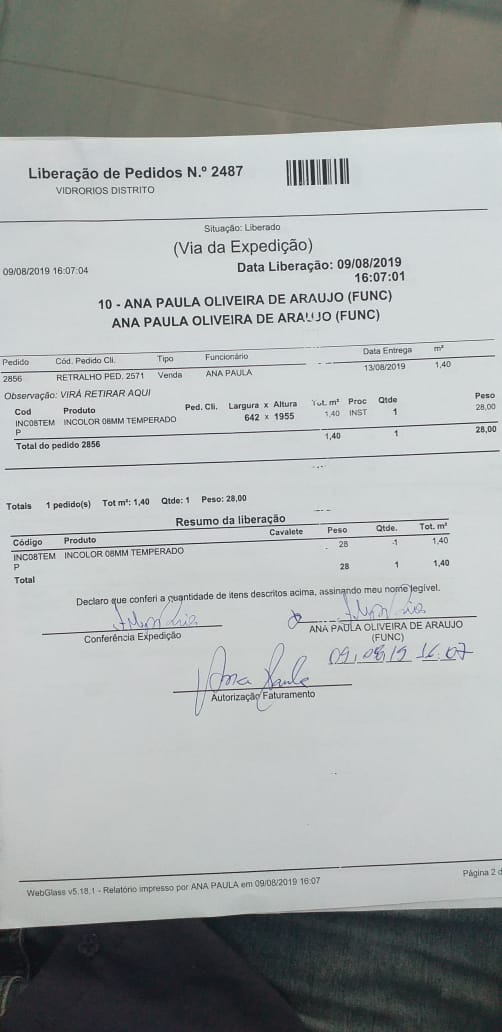 Liberação de Pedidos N.º 2487
VIDRORIOS DISTRITO
Situação: Liberado
(Via da Expedição)
09/08/2019 16:07:04
Data Liberação: 09/08/2019
16:07:01
10 - ANA PAULA OLIVEIRA DE ARAUJO (FUNC)
ANA PAULA OLIVEIRA DE ARAUJO (FUNC)
Pedido Cód. Pedido Cli. Tipo Funcionário Data Entrega m²
2856 RETRALHO PED. 2571 Venda ANA PAULA 13/08/2019 1,40
Observação: VIRÁ RETIRAR AQUI
Cod Produto Ped. Cli. Largura x Altura Tot. m² Proc Qtde Peso
INC08TEM INCOLOR 08MM TEMPERADO 642 x 1955 1,40 INST 1 28,00
P
Total do pedido 2856 1,40 1 28,00
Totais 1 pedido(s) Tot m²: 1,40 Qtde: 1 Peso: 28,00
Resumo da liberação
Código Produto Cavalete Peso Qtde. Tot. m²
INC08TEM INCOLOR 08MM TEMPERADO 28 1 1,40
P
Total 28 1 1,40
Declaro que conferi a quantidade de itens descritos acima, assinando meu nome legível.
Conferência Expedição
ANA PAULA OLIVEIRA DE ARAUJO
(FUNC)
09, 08/9 16:07
Ana Paula
Autorização Faturamento
WebGlass v5.18.1 - Relatório impresso por ANA PAULA em 09/08/2019 16:07
Página 2 d